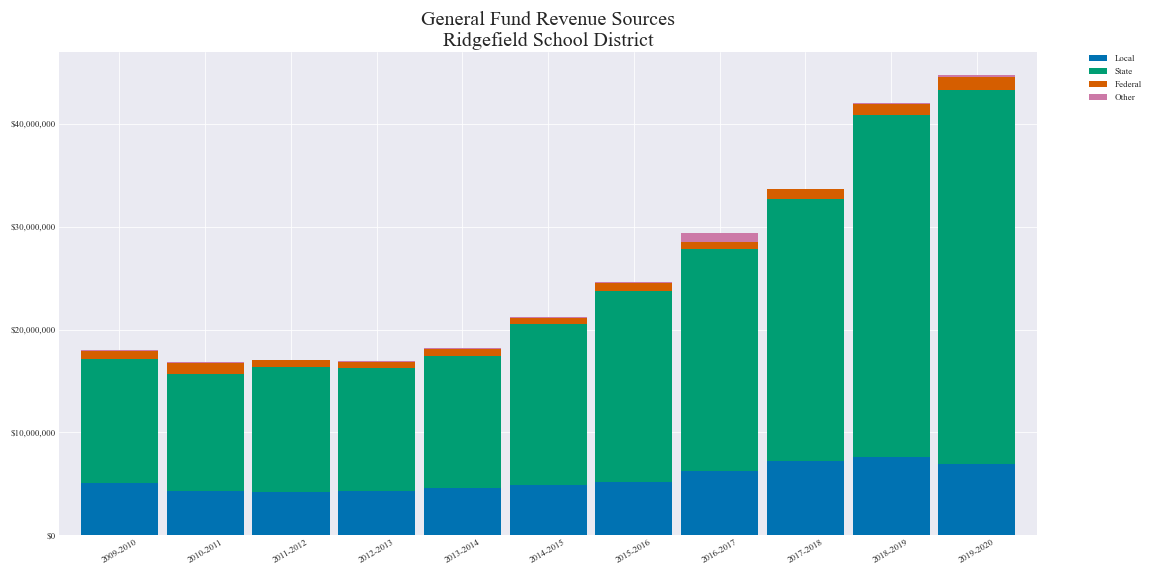 General Fund Revenue Sources
Ridgefield School District
Local
State
Federal
Other
$40,000,000
$30,000,000
$20,000,000
$10,000,000
$0
2009-2010
2010-2011
2011-2012
2012-2013
2013-2014
2014-2015
2015-2016
2016-2017
2017-2018
2018-2019
2019-2020